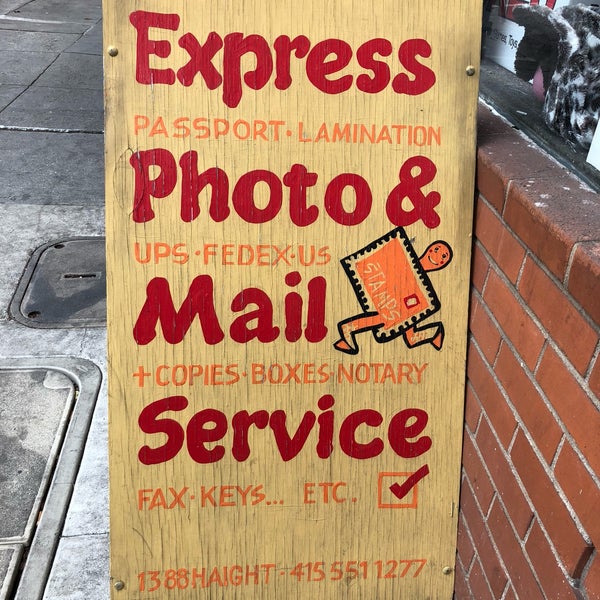 Express
PASSPORT · LAMINATION
Photo &
UPS · FEDEX · US
STAMPS
Mail
+ COPIES · BOXES · NOTARY
Service
FAX · KEYS... ETC.
1388 HAIGHT · 415 551 1277